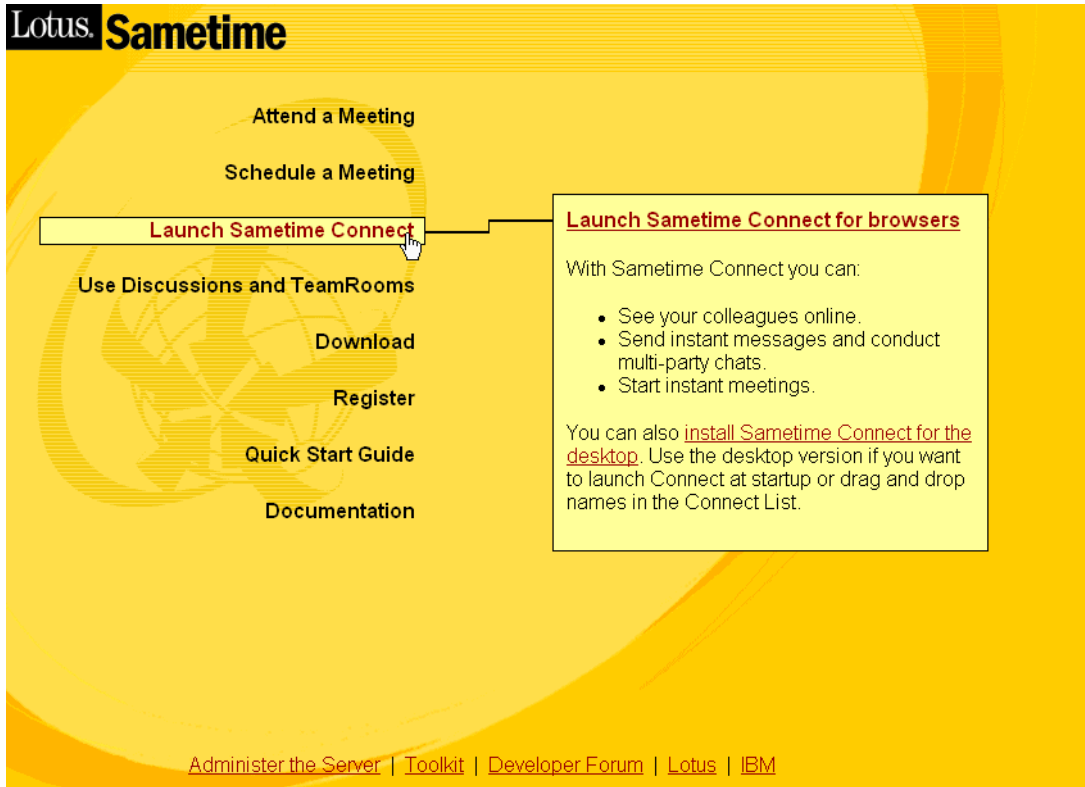 Lotus. Sametime
Attend a Meeting
Schedule a Meeting
Launch Sametime Connect
Use Discussions and TeamRooms
Download
Register
Quick Start Guide
Documentation
Launch Sametime Connect for browsers
With Sametime Connect you can:
• See your colleagues online.
• Send instant messages and conduct
multi-party chats.
• Start instant meetings.
You can also install Sametime Connect for the
desktop. Use the desktop version if you want
to launch Connect at startup or drag and drop
names in the Connect List.
Administer the Server | Toolkit | Developer Forum | Lotus | IBM